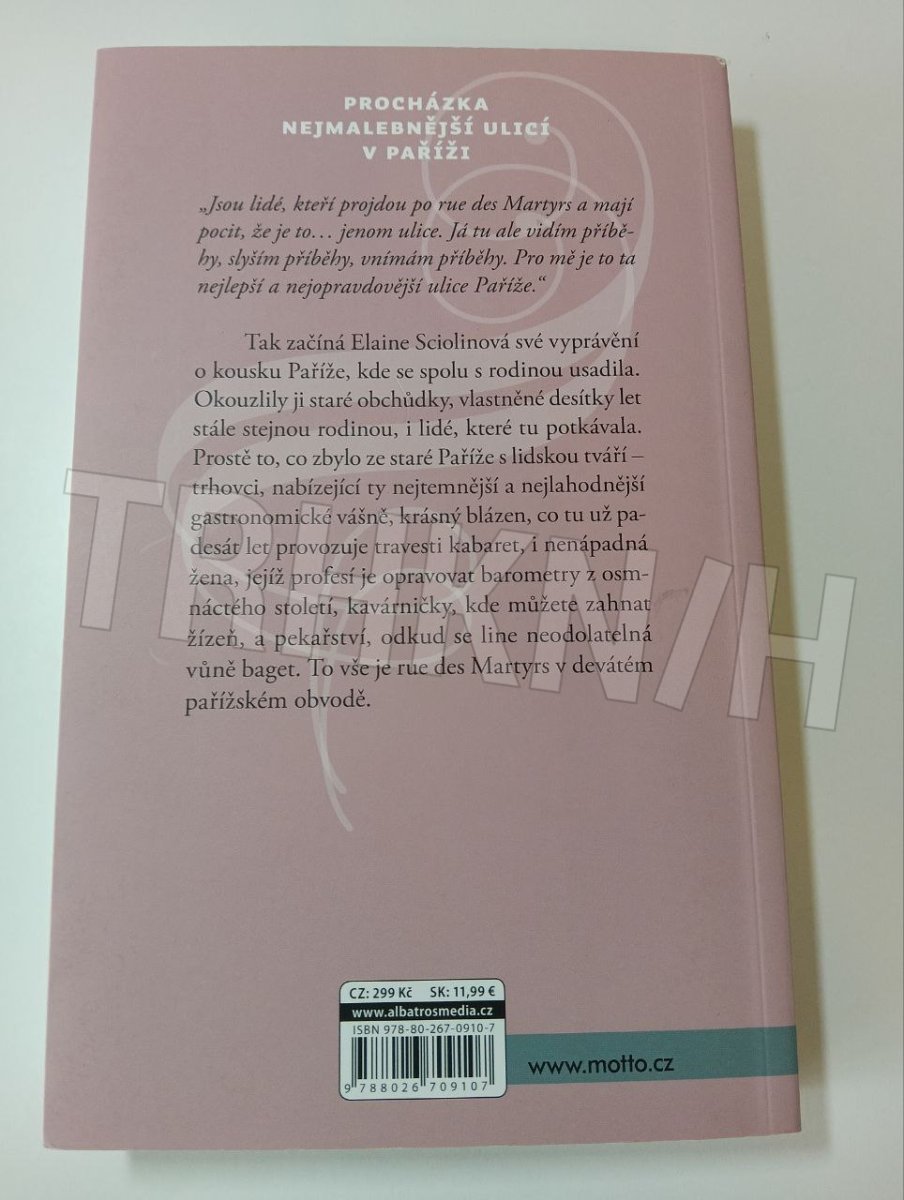 PROCHÁZKA
NEJMALEBNĚJŠÍ ULICÍ
V PAŘÍŽI
„Jsou lidé, kteří projdou po rue des Martyrs a mají
pocit, že je to… jenom ulice. Já tu ale vidím příbě-
hy, slyším příběhy, vnímám příběhy. Pro mě je to ta
nejlepší a nejopravdovější ulice Paříže.“
Tak začíná Elaine Sciolinová své vyprávění
o kousku Paříže, kde se spolu s rodinou usadila.
Okouzlily ji staré obchůdky, vlastněné desítky let
stále stejnou rodinou, i lidé, které tu potkávala.
Prostě to, co zbylo ze staré Paříže s lidskou tváří –
trhovci, nabízející ty nejtemnější a nejlahodnější
gastronomické vášně, krásný blázen, co tu už pa-
desát let provozuje travesti kabaret, i nenápadná
žena, jejíž profesí je opravovat barometry z osm-
náctého století, kavárničky, kde můžete zahnat
žízeň, a pekařství, odkud se line neodolatelná
vůně baget. To vše je rue des Martyrs v devátém
pařížském obvodě.
TRHKNIH
CZ: 299 Kč SK: 11,99 €
www.albatrosmedia.cz
ISBN 978-80-267-0910-7
9 788026 709107
www.motto.cz